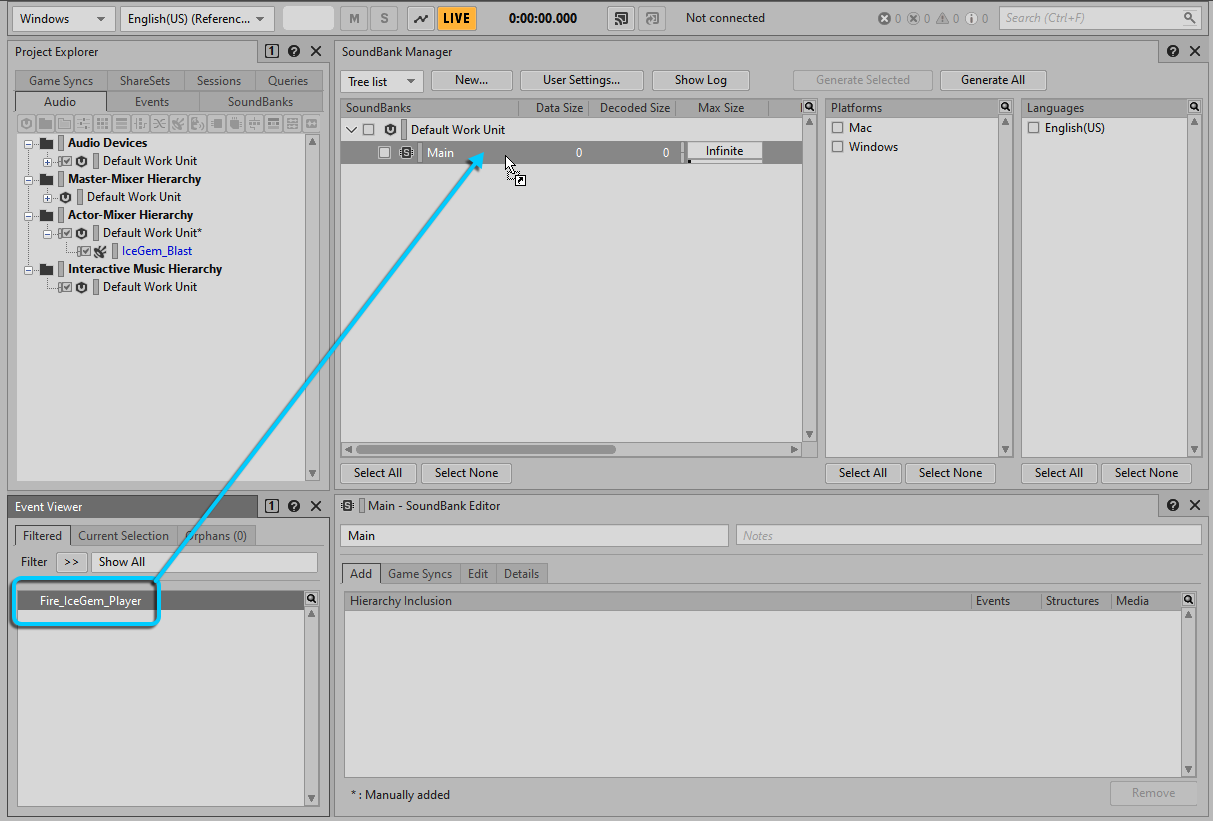 Windows English(US) (Referenc... M S LIVE 0:00:00.000 Not connected 0 0 0 0 Search (Ctrl+F)
Project Explorer 1
Game Syncs ShareSets Sessions Queries
Audio Events SoundBanks
Audio Devices
Default Work Unit
Master-Mixer Hierarchy
Default Work Unit
Actor-Mixer Hierarchy
Default Work Unit*
IceGem_Blast
Interactive Music Hierarchy
Default Work Unit
SoundBank Manager
Tree list New... User Settings... Show Log Generate Selected Generate All
SoundBanks Data Size Decoded Size Max Size
Default Work Unit
Main 0 0 Infinite
Select All Select None
Platforms
Mac
Windows
Select All Select None
Languages
English(US)
Select All Select None
Event Viewer 1
Filtered Current Selection Orphans (0)
Filter >> Show All
Fire_IceGem_Player
Main - SoundBank Editor
Main Notes
Add Game Syncs Edit Details
Hierarchy Inclusion Events Structures Media
* : Manually added Remove